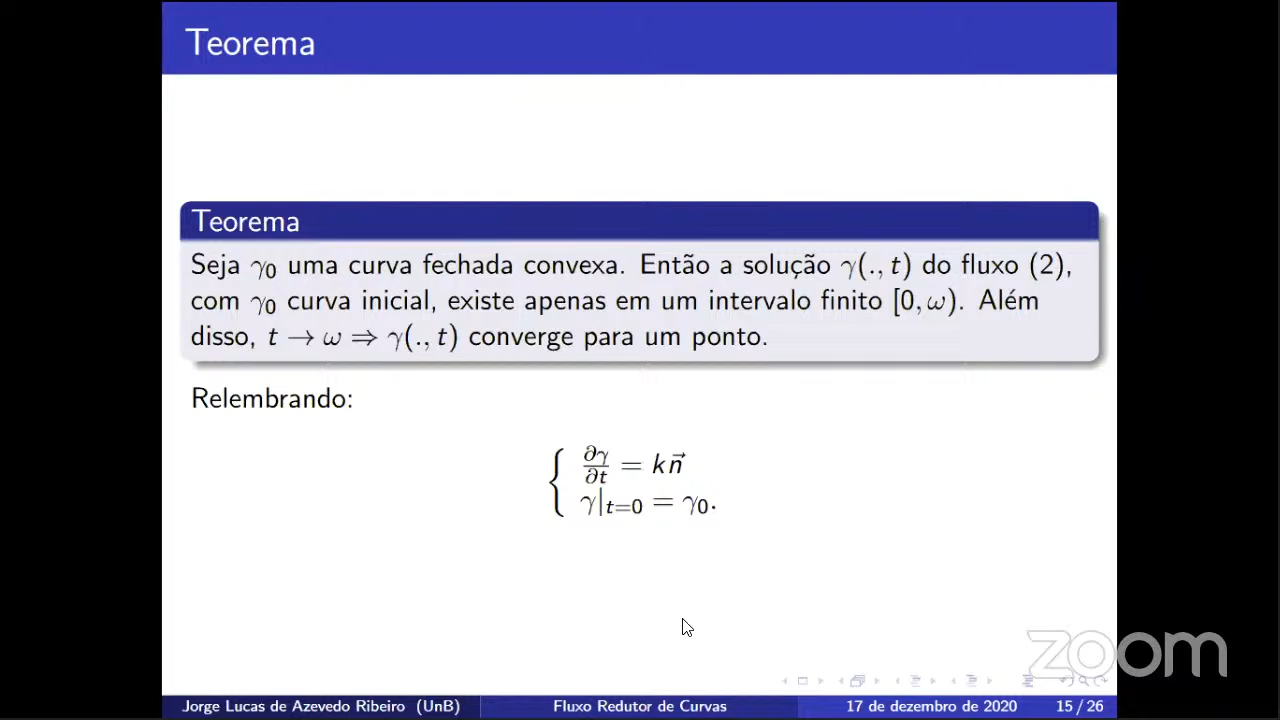 Teorema
Teorema
Seja γ₀ uma curva fechada convexa. Então a solução γ(., t) do fluxo (2),
com γ₀ curva inicial, existe apenas em um intervalo finito [0, ω). Além
disso, t → ω ⇒ γ(., t) converge para um ponto.
Relembrando:
{ ∂γ/∂t = kn⃗
γ|ₜ₌₀ = γ₀.
zoom
Jorge Lucas de Azevedo Ribeiro (UnB) Fluxo Redutor de Curvas 17 de dezembro de 2020 15 / 26